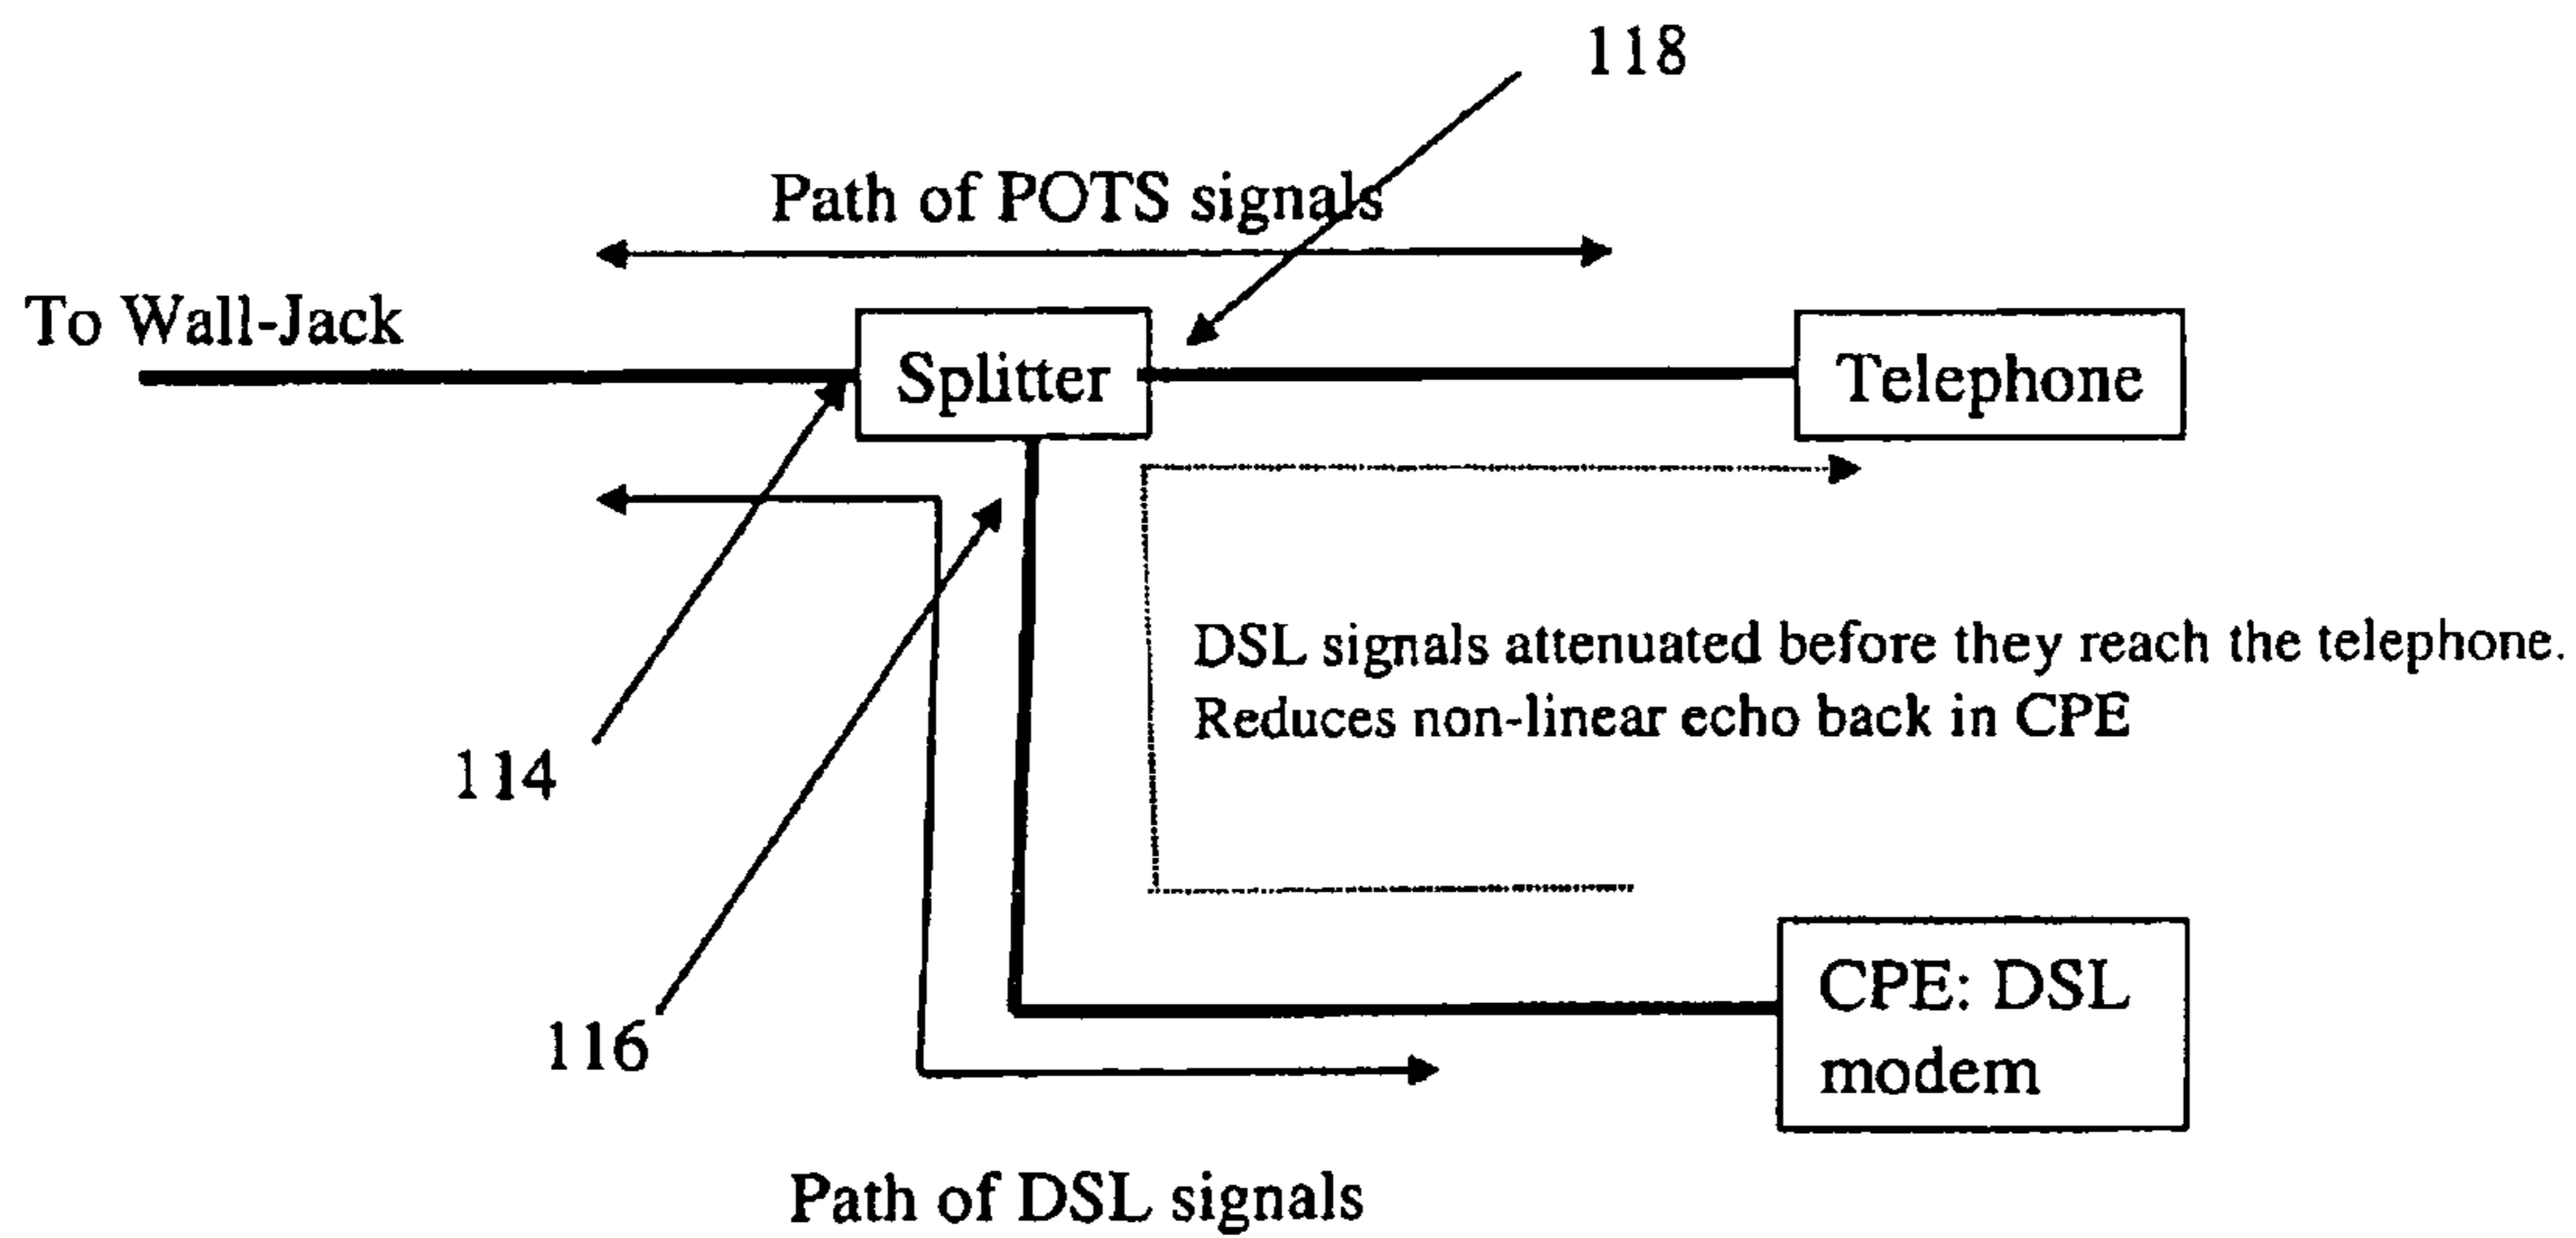 118
Path of POTS signals
To Wall-Jack
Splitter
Telephone
DSL signals attenuated before they reach the telephone.
Reduces non-linear echo back in CPE
114
116
CPE: DSL
modem
Path of DSL signals